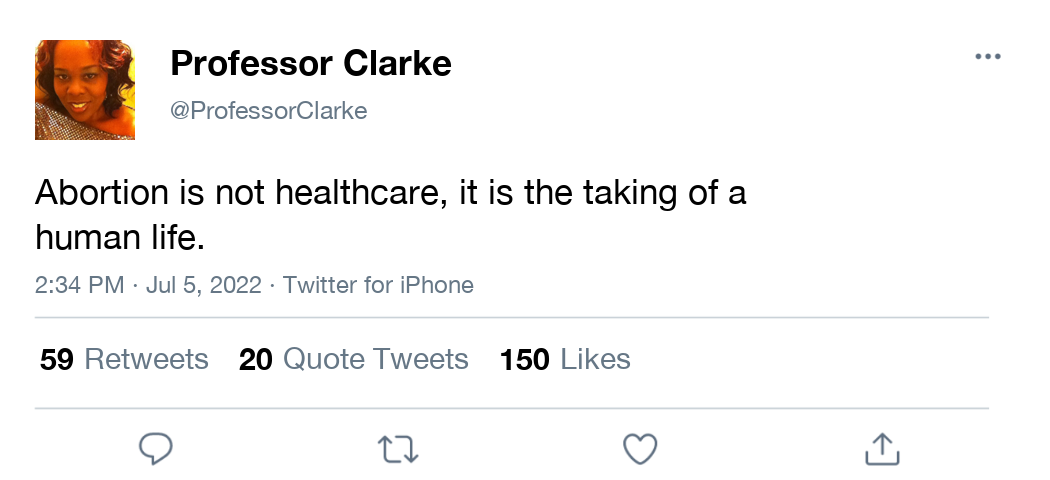 Professor Clarke
@ProfessorClarke
Abortion is not healthcare, it is the taking of a
human life.
2:34 PM · Jul 5, 2022 · Twitter for iPhone
59 Retweets 20 Quote Tweets 150 Likes